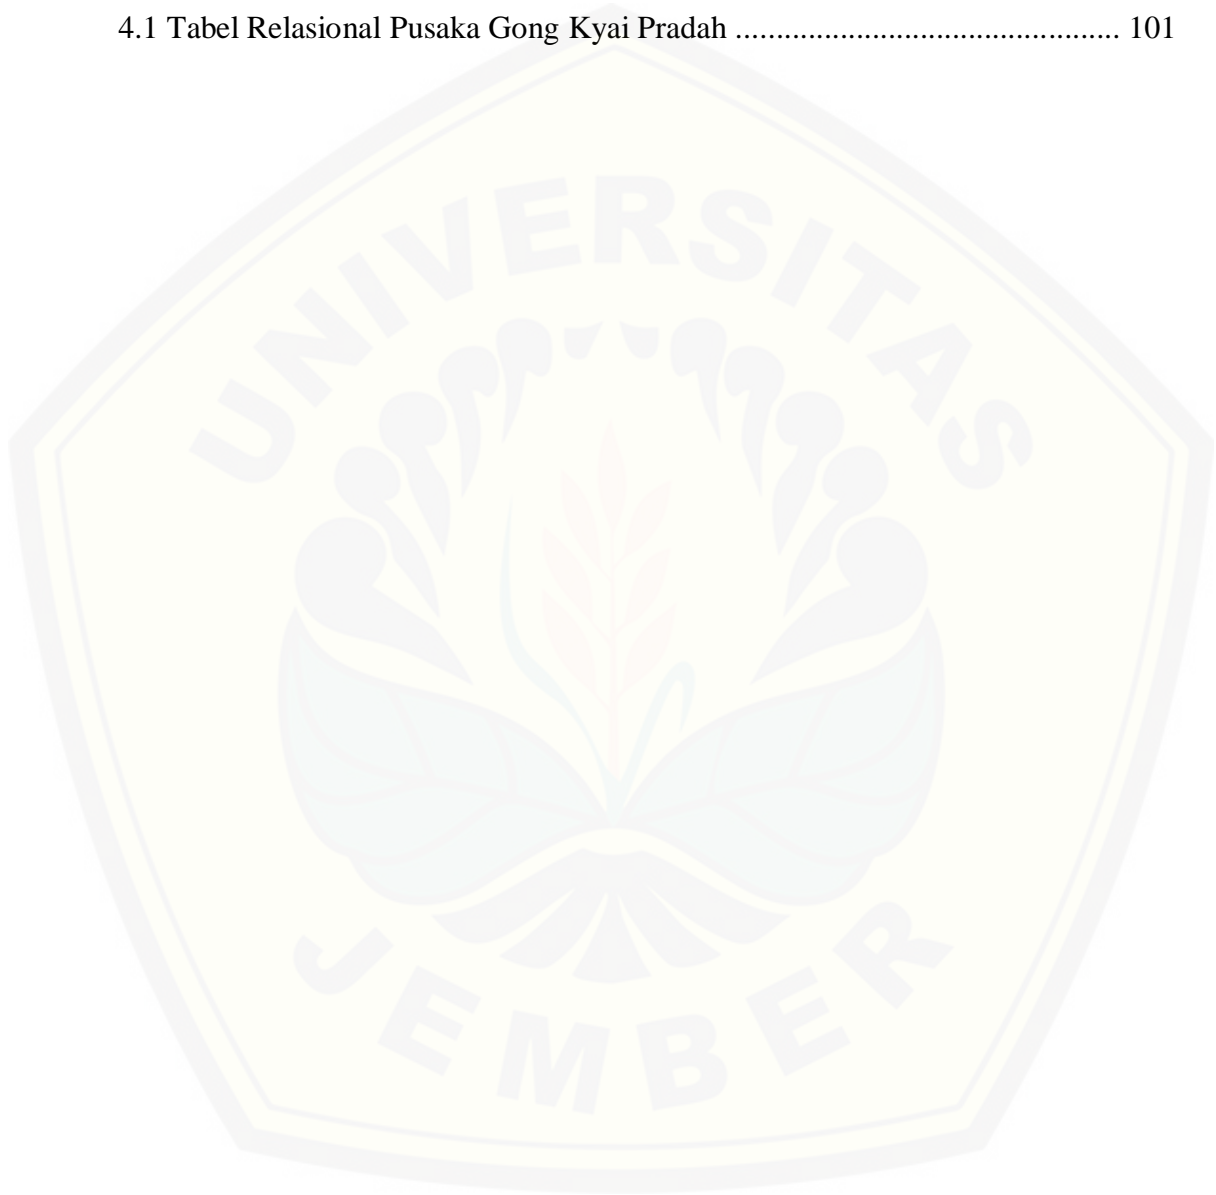 4.1 Tabel Relasional Pusaka Gong Kyai Pradah ............................................... 101
UNIVERSITAS
JEMBER